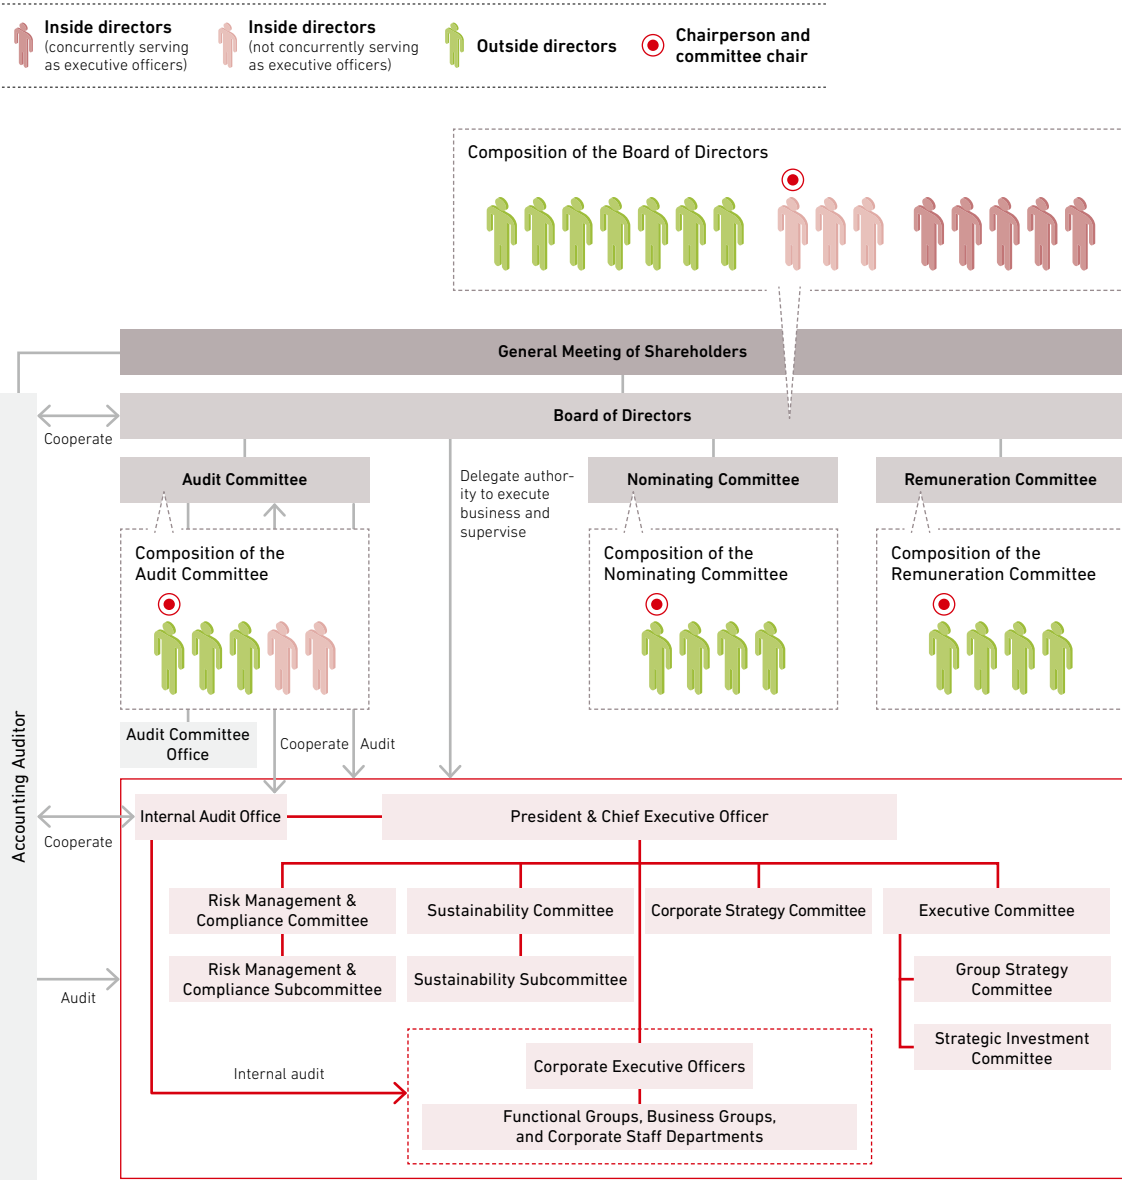 Inside directors
(concurrently serving
as executive officers)
Inside directors
(not concurrently serving
as executive officers)
Outside directors
Chairperson and
committee chair
Composition of the Board of Directors
General Meeting of Shareholders
Board of Directors
Cooperate
Audit Committee
Delegate author-
ity to execute
business and
supervise
Nominating Committee
Remuneration Committee
Composition of the
Audit Committee
Composition of the
Nominating Committee
Composition of the
Remuneration Committee
Audit Committee
Office
Cooperate
Audit
Accounting Auditor
Internal Audit Office
President & Chief Executive Officer
Cooperate
Risk Management &
Compliance Committee
Sustainability Committee
Corporate Strategy Committee
Executive Committee
Risk Management &
Compliance Subcommittee
Sustainability Subcommittee
Group Strategy
Committee
Audit
Strategic Investment
Committee
Corporate Executive Officers
Internal audit
Functional Groups, Business Groups,
and Corporate Staff Departments